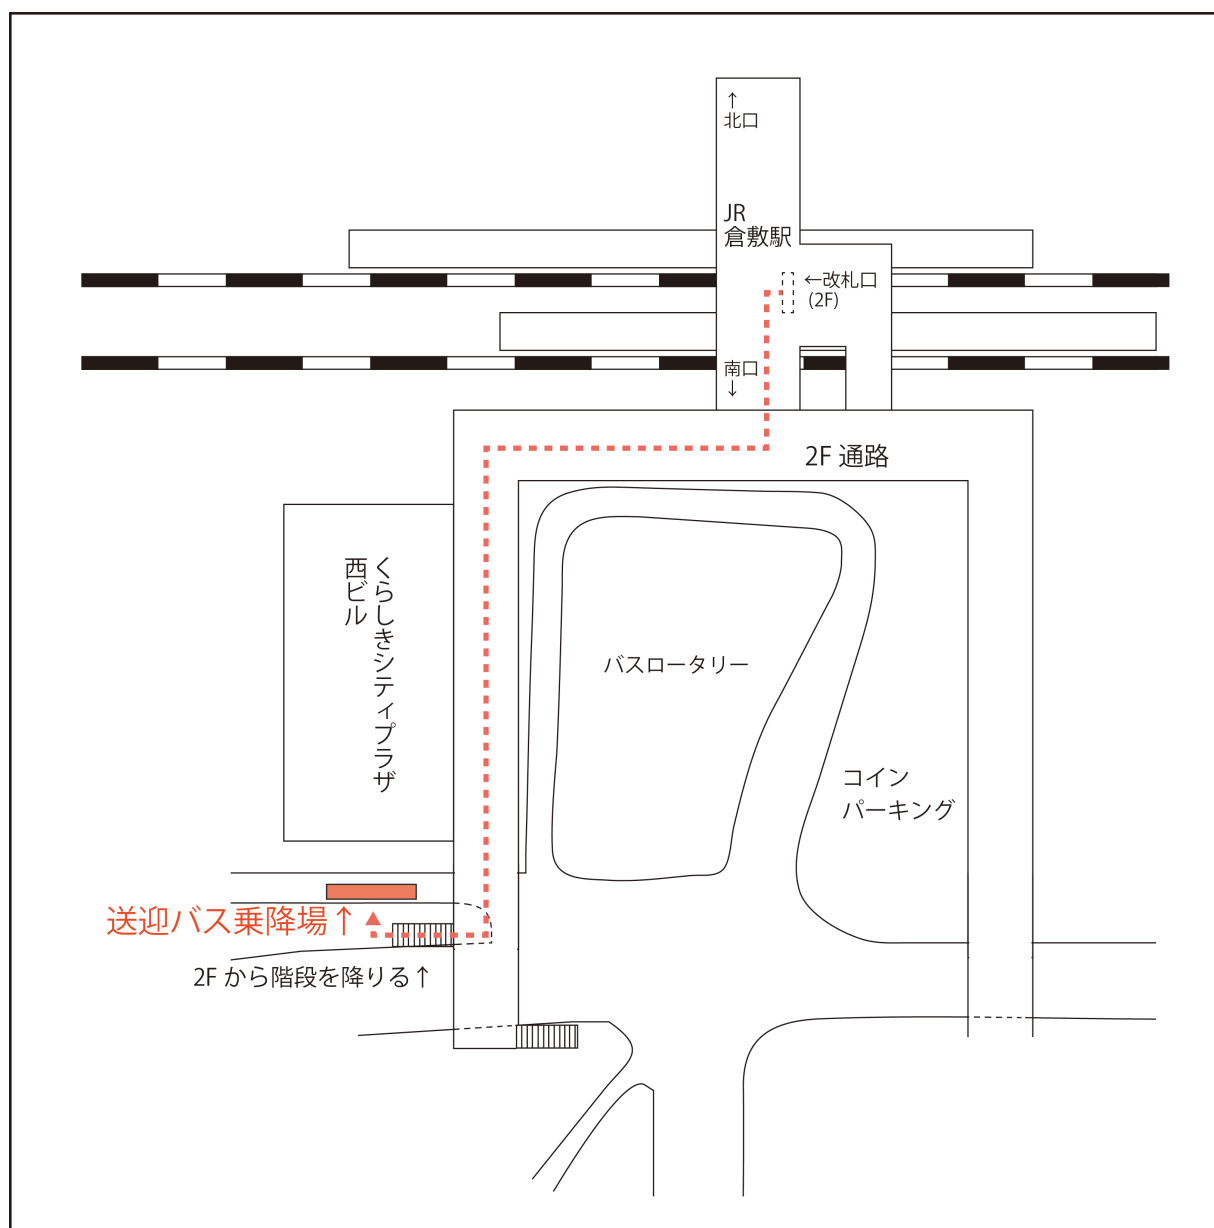 ↑
北口
JR
倉敷駅
←改札口
(2F)
南口
↓
2F 通路
くらしきシティプラザ
西ビル
バスロータリー
コイン
パーキング
送迎バス乗降場↑
2F から階段を降りる↑